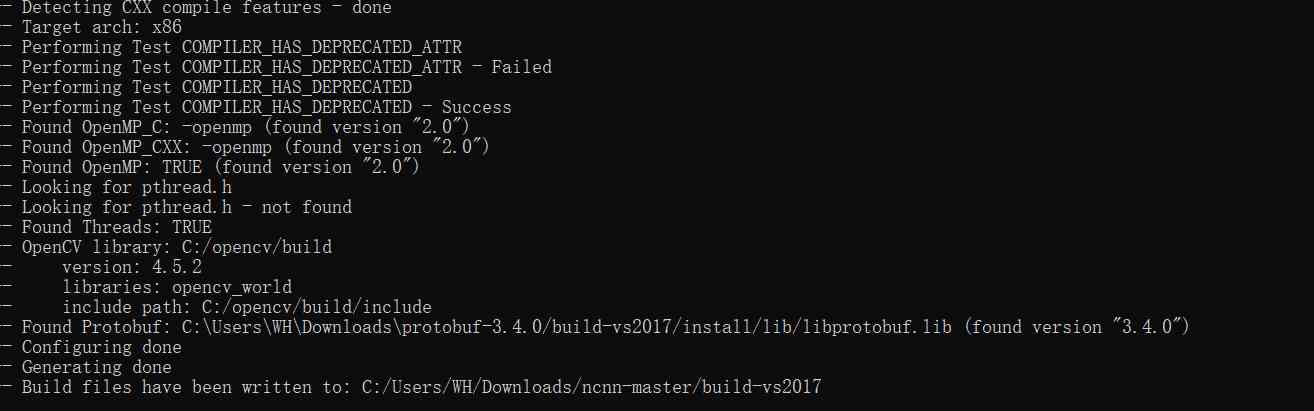 -- Detecting CXX compile features - done
-- Target arch: x86
-- Performing Test COMPILER_HAS_DEPRECATED_ATTR
-- Performing Test COMPILER_HAS_DEPRECATED_ATTR - Failed
-- Performing Test COMPILER_HAS_DEPRECATED
-- Performing Test COMPILER_HAS_DEPRECATED - Success
-- Found OpenMP_C: -openmp (found version "2.0")
-- Found OpenMP_CXX: -openmp (found version "2.0")
-- Found OpenMP: TRUE (found version "2.0")
-- Looking for pthread.h
-- Looking for pthread.h - not found
-- Found Threads: TRUE
-- OpenCV library: C:/opencv/build
--     version: 4.5.2
--     libraries: opencv_world
--     include path: C:/opencv/build/include
-- Found Protobuf: C:\Users\WH\Downloads\protobuf-3.4.0/build-vs2017/install/lib/libprotobuf.lib (found version "3.4.0")
-- Configuring done
-- Generating done
-- Build files have been written to: C:/Users/WH/Downloads/ncnn-master/build-vs2017